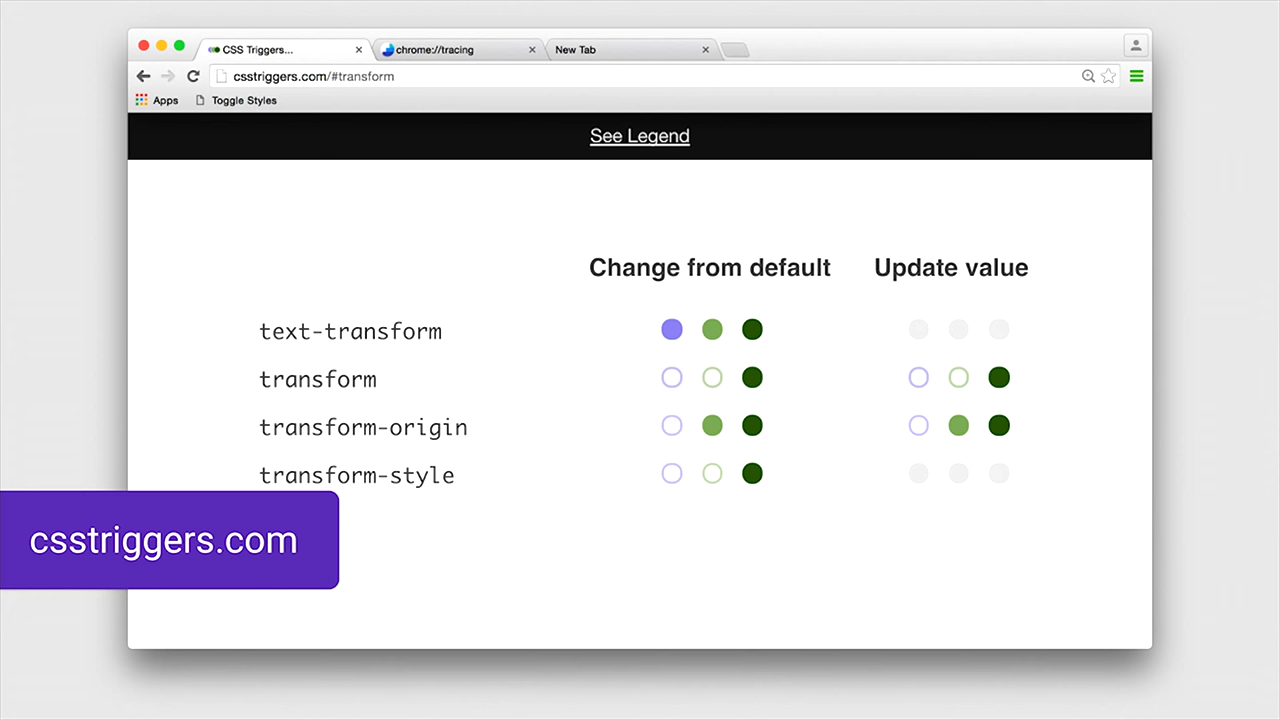 CSS Triggers...
chrome://tracing
New Tab
csstriggers.com/#transform
Apps
Toggle Styles
See Legend
Change from default
Update value
text-transform
transform
transform-origin
transform-style
csstriggers.com